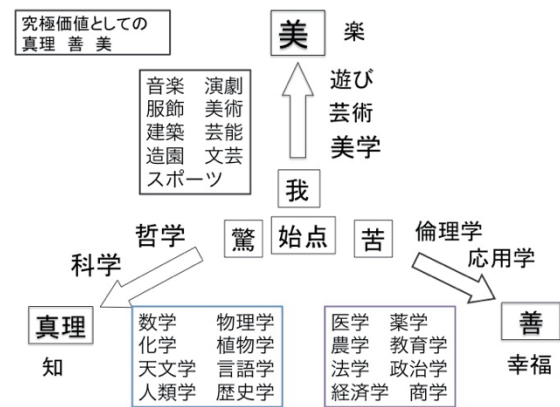 究極価値としての
真理 善 美
美 楽
遊び
芸術
美学
音楽 演劇
服飾 美術
建築 芸能
造園 文芸
スポーツ
我
驚 始点 苦
哲学
科学
倫理学
応用学
真理
知
善
幸福
数学 物理学
化学 植物学
天文学 言語学
人類学 歴史学
医学 薬学
農学 教育学
法学 政治学
経済学 商学